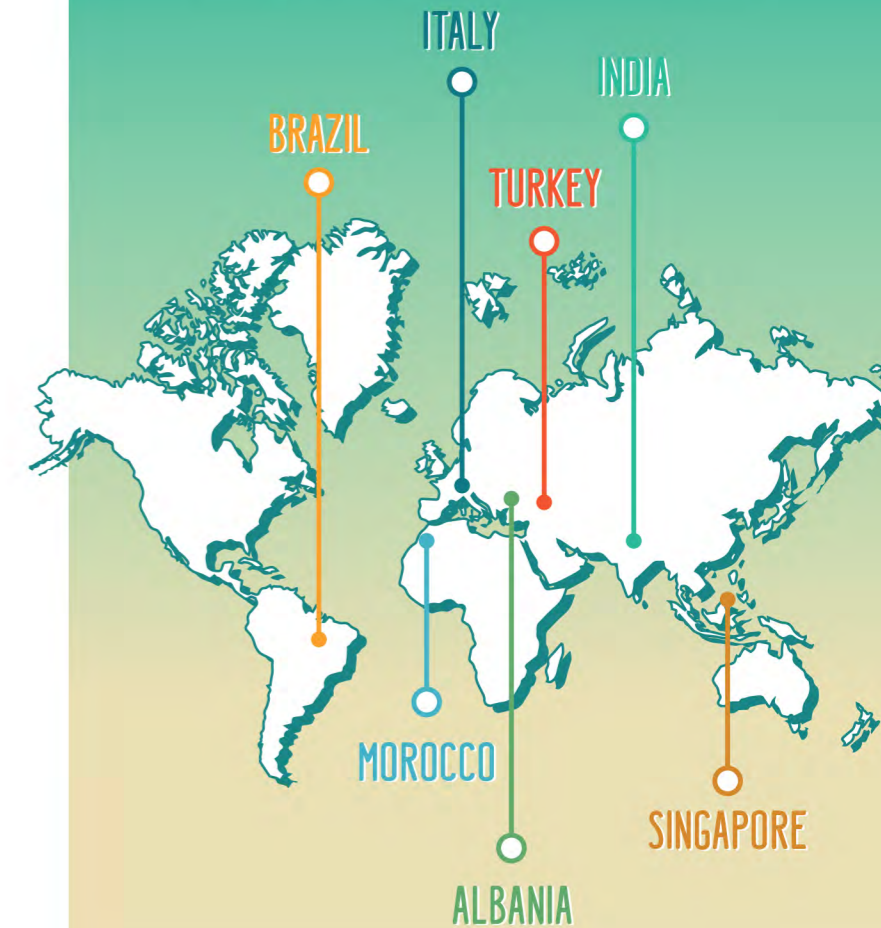 ITALY
INDIA
BRAZIL
TURKEY
MOROCCO
SINGAPORE
ALBANIA